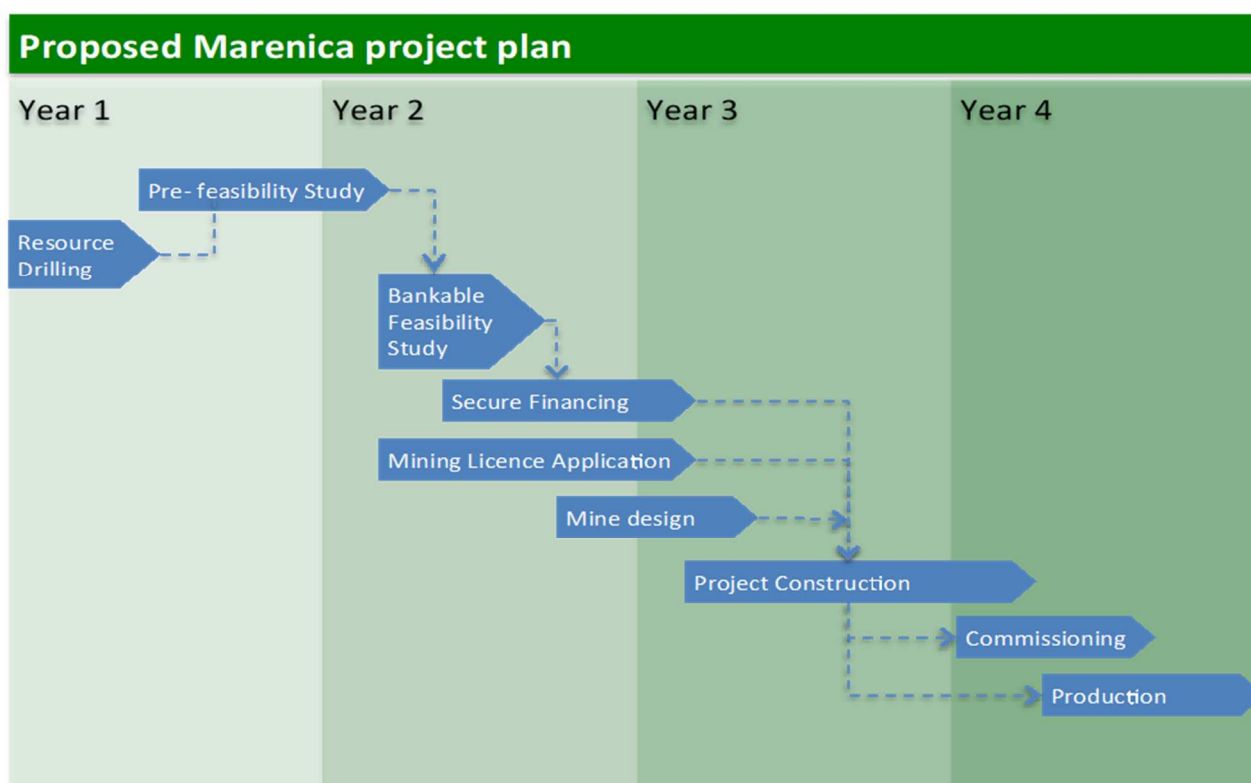 Proposed Marenica project plan
Year 1
Year 2
Year 3
Year 4
Pre- feasibility Study
Resource
Drilling
Bankable
Feasibility
Study
Secure Financing
Mining Licence Application
Mine design
Project Construction
Commissioning
Production